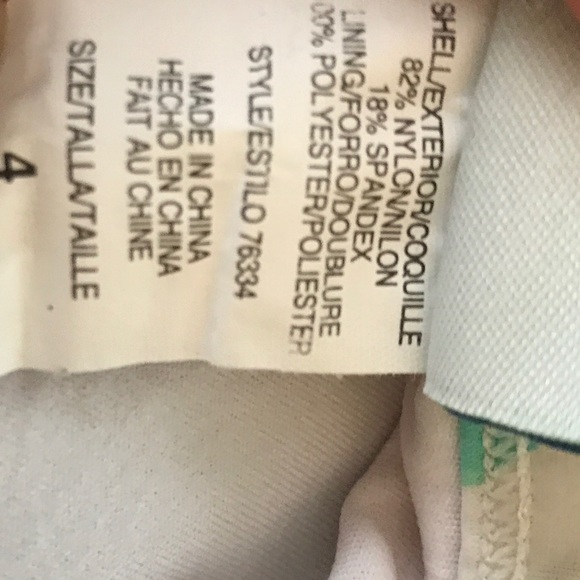 SHELL/EXTERIOR/COQUILLE
82% NYLON/NILON
18% SPANDEX
LINING/FORRO/DOUBLURE
00% POLYESTER/POLIESTER
STYLE/ESTILO 76334
MADE IN CHINA
HECHO EN CHINA
FAIT AU CHINE
SIZE/TALLA/TAILLE
4